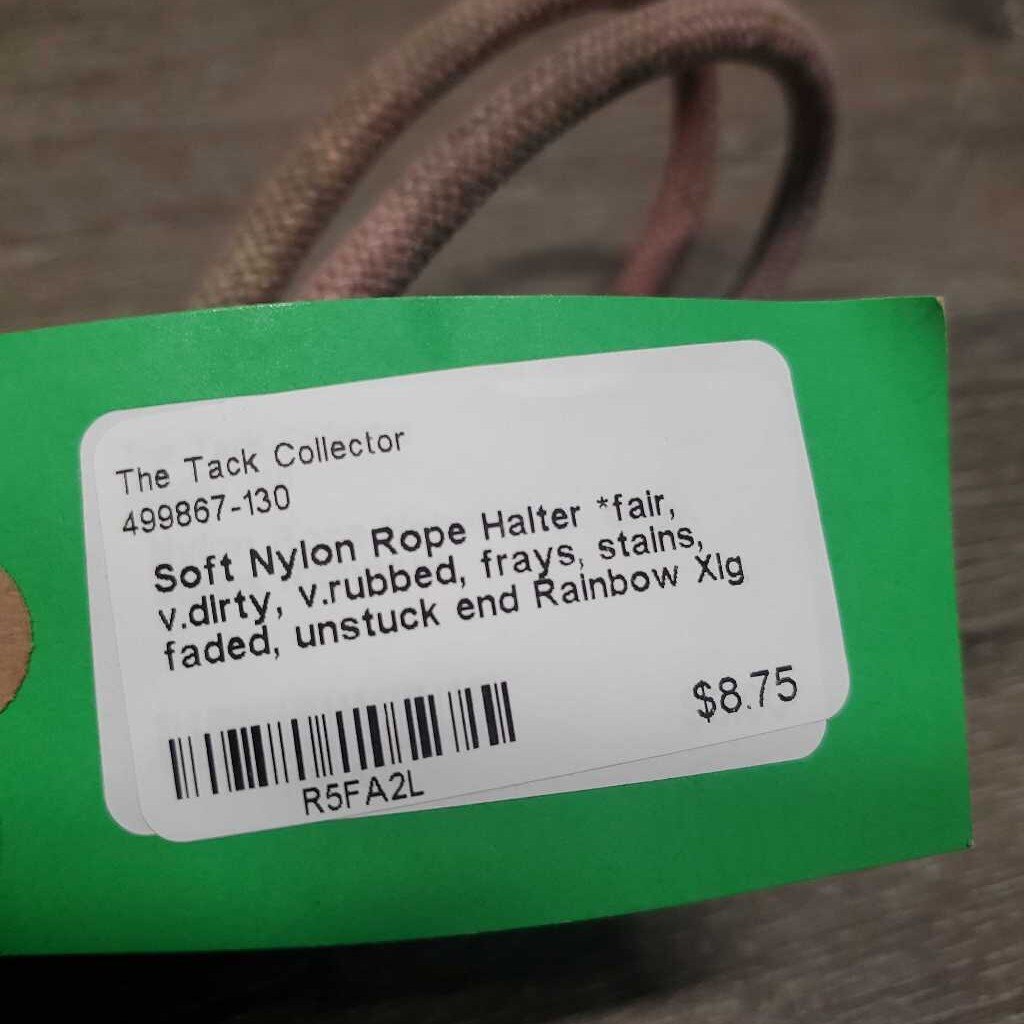 The Tack Collector
499867-130
Soft Nylon Rope Halter *fair,
v.dirty, v.rubbed, frays, stains,
faded, unstuck end Rainbow Xlg
$8.75
R5FA2L